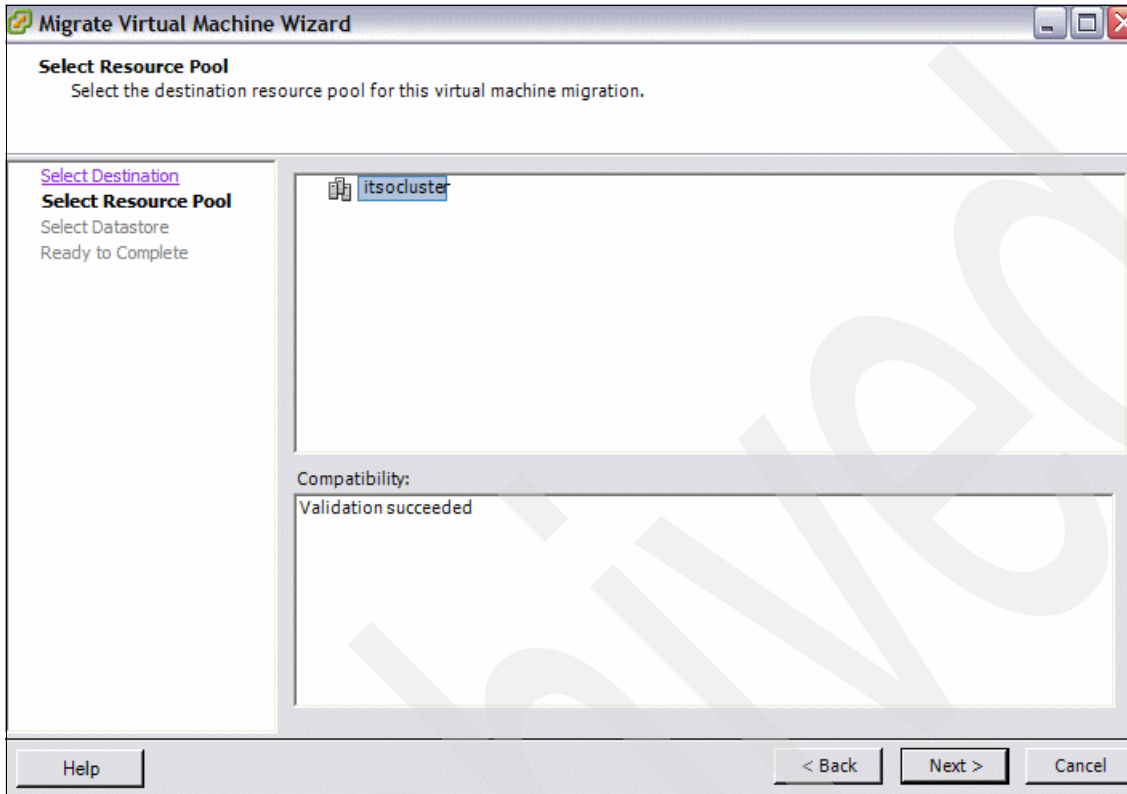 Migrate Virtual Machine Wizard
Select Resource Pool
Select the destination resource pool for this virtual machine migration.
Select Destination
Select Resource Pool
Select Datastore
Ready to Complete
itsocluster
Compatibility:
Validation succeeded
Help
< Back
Next >
Cancel
hived